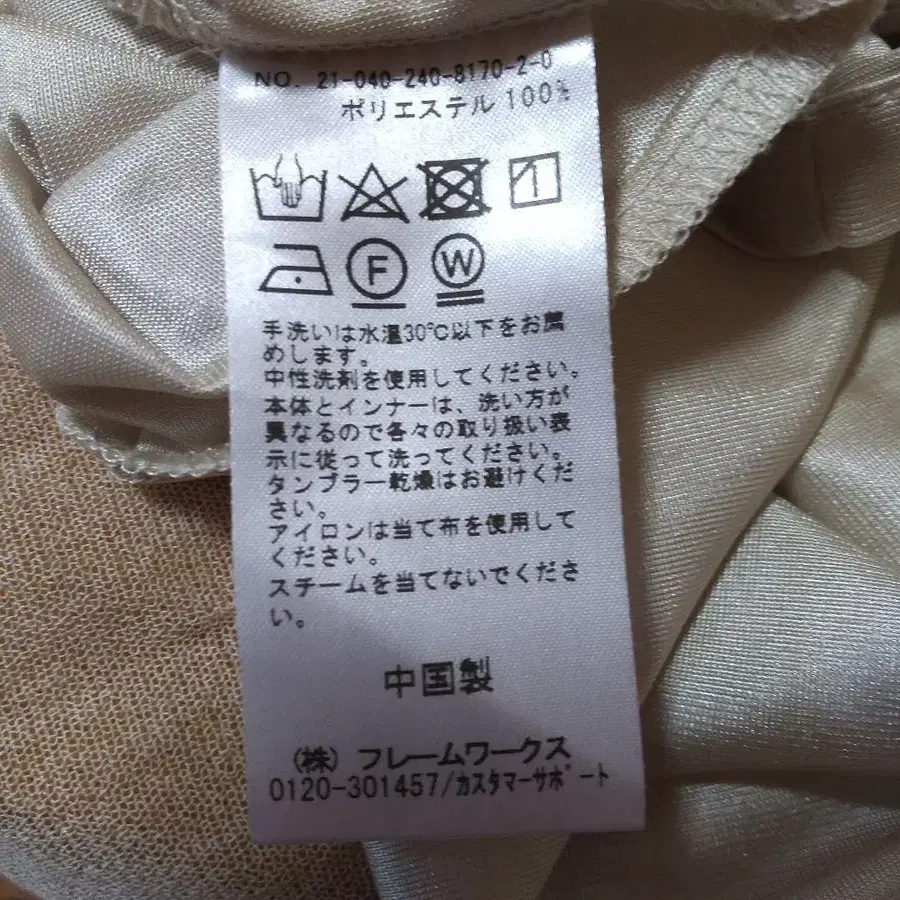 NO. 21-040-240-8170-2-0
ポリエステル 100%
F
W
手洗いは水温30℃以下をお薦
めします。
中性洗剤を使用してください。
本体とインナーは、洗い方が
異なるので各々の取り扱い表
示に従って洗ってください。
タンブラー乾燥はお避けくだ
さい。
アイロンは当て布を使用して
ください。
スチームを当てないでくださ
い。
中国製
(株) フレームワークス
0120-301457/カスタマーサポート